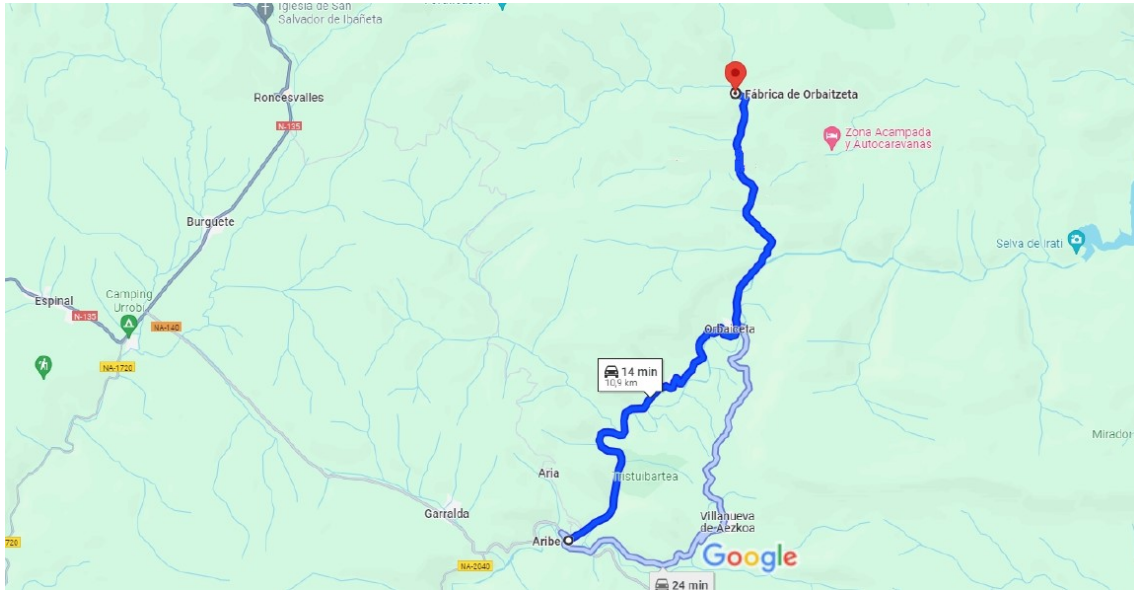 Iglesia de San
Salvador de Ibañeta
Roncesvalles
N-135
Fábrica de Orbaitzeta
Zona Acampada
y Autocaravanas
Burguete
Selva de Irati
Espinal
Camping
Urrobi
N-135
NA-140
Orbaiceta
NA-1720
14 min
10,9 km
Mirador
Aria
Garralda
Villanueva
de Aezkoa
Aribe
720
Google
NA-2040
24 min